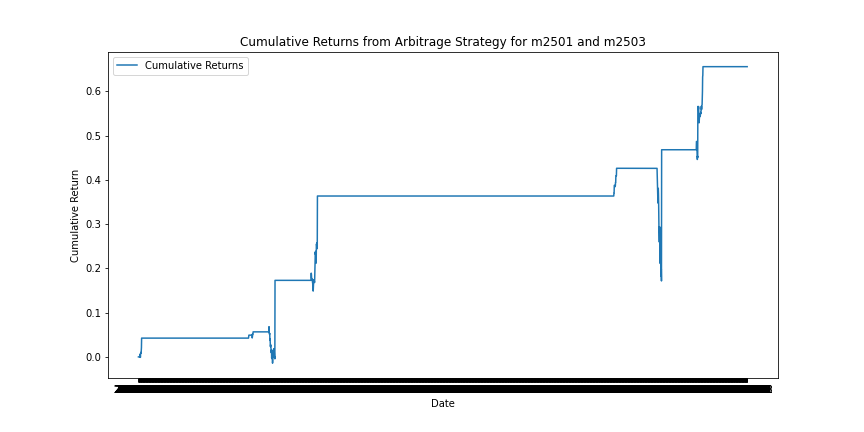 Cumulative Returns from Arbitrage Strategy for m2501 and m2503
Cumulative Returns
0.6
0.5
0.4
0.3
0.2
0.1
0.0
Cumulative Return
Date